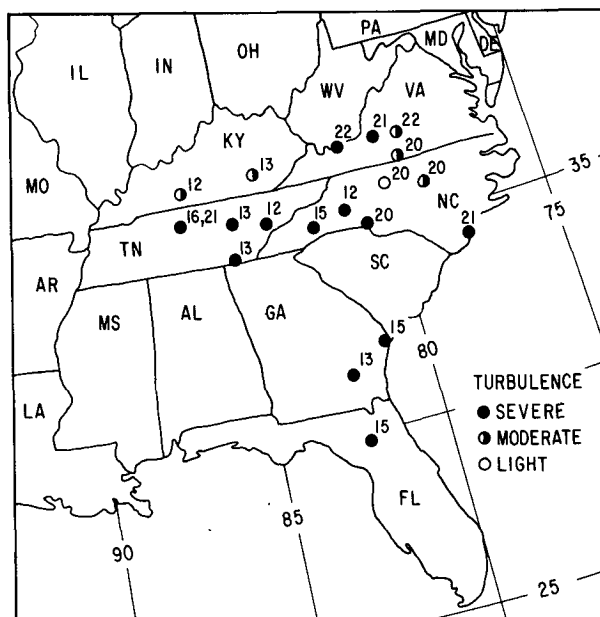 PA
MD
DE
OH
IL
IN
WV
VA
22
21
22
KY
20
13
MO
12
20
20
NC
35
12
75
16,21
13
12
15
20
21
TN
13
SC
AR
MS
AL
GA
15
80
13
TURBULENCE
LA
SEVERE
15
MODERATE
LIGHT
FL
85
90
25